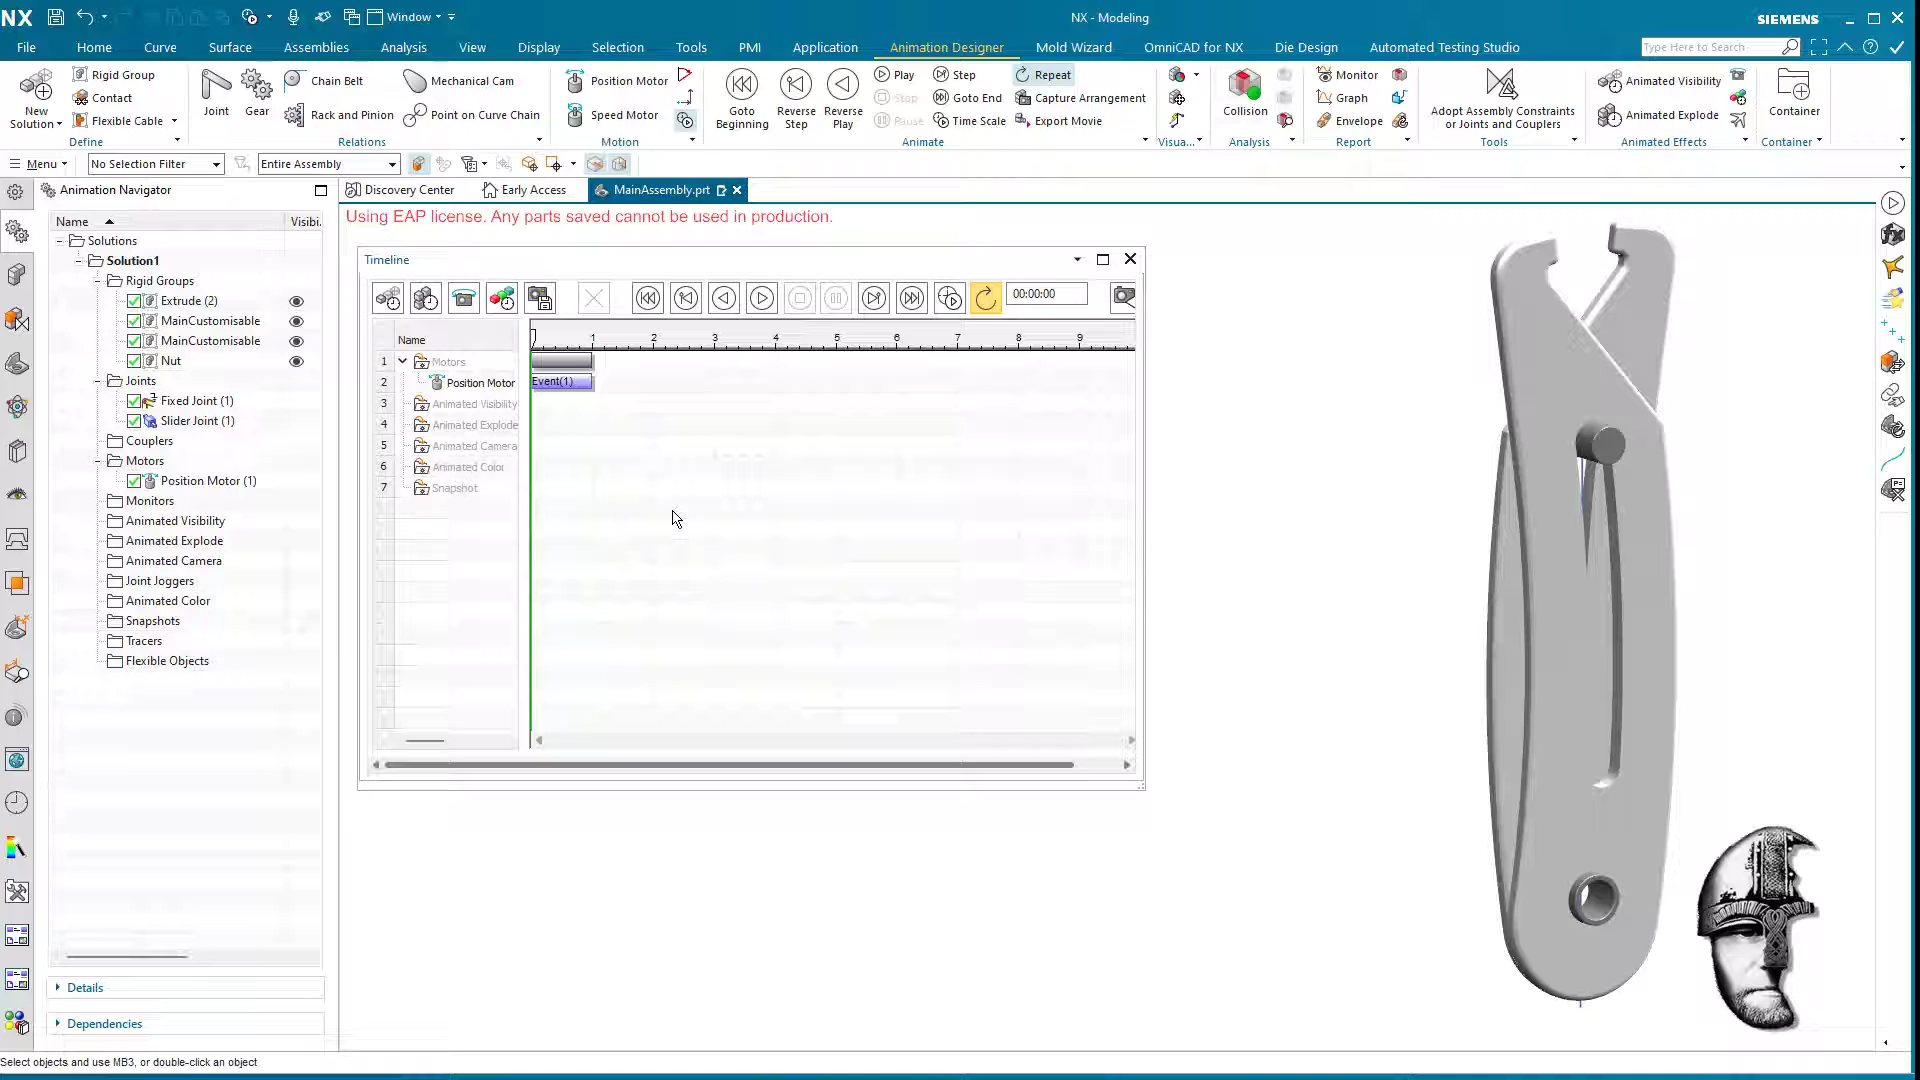 NX
Window
NX - Modeling
SIEMENS
File
Home
Curve
Surface
Assemblies
Analysis
View
Display
Selection
Tools
PMI
Application
Animation Designer
Mold Wizard
OmniCAD for NX
Die Design
Automated Testing Studio
Type Here to Search
New Solution
Rigid Group
Contact
Flexible Cable
Define
Joint
Gear
Chain Belt
Rack and Pinion
Mechanical Cam
Point on Curve Chain
Relations
Position Motor
Speed Motor
Motion
Goto Beginning
Reverse Step
Reverse Play
Play
Stop
Pause
Step
Goto End
Time Scale
Repeat
Capture Arrangement
Export Movie
Animate
Visua...
Collision
Analysis
Monitor
Graph
Envelope
Report
Adopt Assembly Constraints or Joints and Couplers
Tools
Animated Visibility
Animated Explode
Animated Effects
Container
Container
Menu
No Selection Filter
Entire Assembly
Animation Navigator
Discovery Center
Early Access
MainAssembly.prt
Using EAP license. Any parts saved cannot be used in production.
Name
Visibi.
Solutions
Solution1
Rigid Groups
Extrude (2)
MainCustomisable
MainCustomisable
Nut
Joints
Fixed Joint (1)
Slider Joint (1)
Couplers
Motors
Position Motor (1)
Monitors
Animated Visibility
Animated Explode
Animated Camera
Joint Joggers
Animated Color
Snapshots
Tracers
Flexible Objects
Timeline
00:00:00
Name
1 2 3 4 5 6 7 8 9
1 Motors
2 Position Motor
Event(1)
3 Animated Visibility
4 Animated Explode
5 Animated Camera
6 Animated Color
7 Snapshot
Details
Dependencies
Select objects and use MB3, or double-click an object